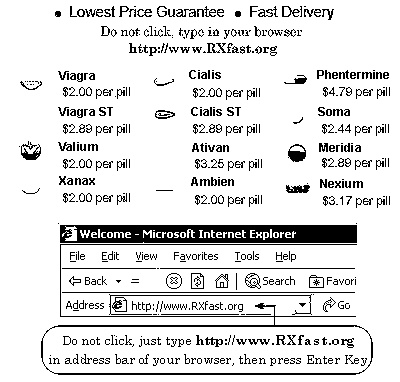 • Lowest Price Guarantee • Fast Delivery
Do not click, type in your browser
http://www.RXfast.org
Viagra Cialis Phentermine
$2.00 per pill $2.00 per pill $4.79 per pill
Viagra ST Cialis ST Soma
$2.89 per pill $2.89 per pill $2.44 per pill
Valium Ativan Meridia
$2.00 per pill $3.25 per pill $2.89 per pill
Xanax Ambien Nexium
$2.00 per pill $2.00 per pill $3.17 per pill
Welcome - Microsoft Internet Explorer
File Edit View Favorites Tools Help
Back Search Favori
Address http://www.RXfast.org Go
Do not click, just type http://www.RXfast.org
in address bar of your browser, then press Enter Key